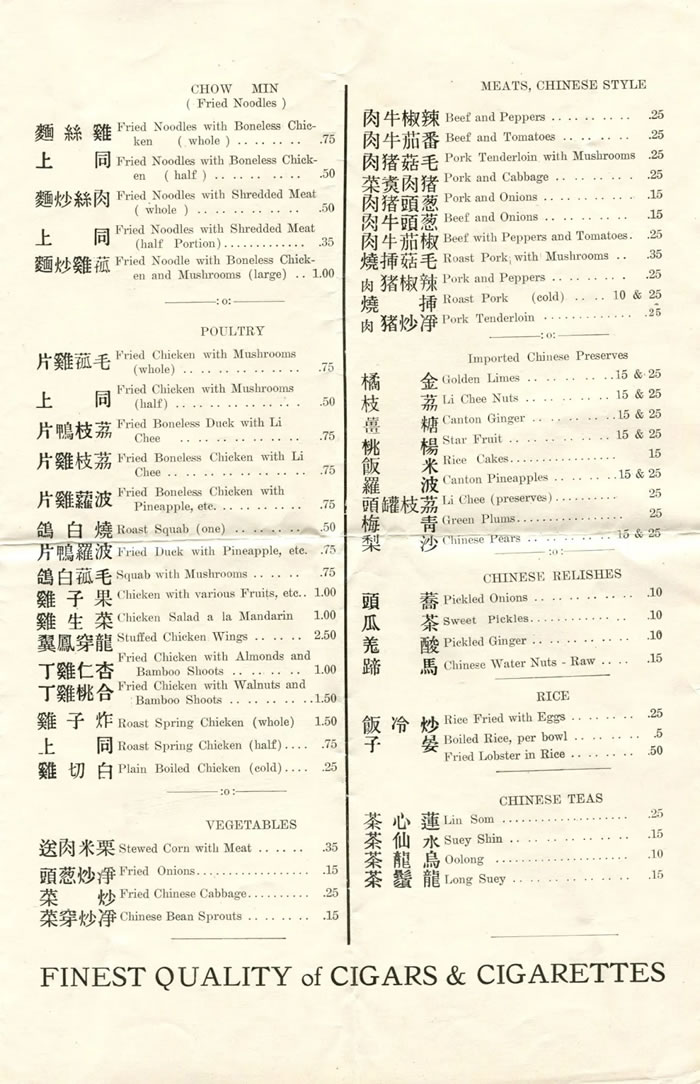 CHOW MIN
( Fried Noodles )
麵絲雞 Fried Noodles with Boneless Chic-
ken ( whole ) .75
上同 Fried Noodles with Boneless Chick-
en ( half ) .50
麵炒絲肉 Fried Noodles with Shredded Meat
( whole ) .50
上同 Fried Noodles with Shredded Meat
(half Portion) .35
麵炒雞菰 Fried Noodle with Boneless Chick-
en and Mushrooms (large) 1.00
:o:
POULTRY
片雞菰毛 Fried Chicken with Mushrooms
(whole) .75
上同 Fried Chicken with Mushrooms
(half) .50
片鴨枝荔 Fried Boneless Duck with Li
Chee .75
片雞枝荔 Fried Boneless Chicken with Li
Chee .75
片雞蘿波 Fried Boneless Chicken with
Pineapple, etc. .75
鴿白燒 Roast Squab (one) .50
片鴨羅波 Fried Duck with Pineapple, etc. .75
鴿白菰毛 Squab with Mushrooms .75
雞子果 Chicken with various Fruits, etc.. 1.00
雞生菜 Chicken Salad a la Mandarin 1.00
翼鳳穿龍 Stuffed Chicken Wings 2.50
丁雞仁杏 Fried Chicken with Almonds and
Bamboo Shoots 1.00
丁雞桃合 Fried Chicken with Walnuts and
Bamboo Shoots 1.50
雞子炸 Roast Spring Chicken (whole) 1.50
上同 Roast Spring Chicken (half) .75
雞切白 Plain Boiled Chicken (cold) .25
:o:
VEGETABLES
送肉米栗 Stewed Corn with Meat .35
頭葱炒凈 Fried Onions .15
菜炒 Fried Chinese Cabbage .25
菜穿炒凈 Chinese Bean Sprouts .15
MEATS, CHINESE STYLE
肉牛椒辣 Beef and Peppers .25
肉牛茄番 Beef and Tomatoes .25
肉猪菇毛 Pork Tenderloin with Mushrooms .25
菜肉猪 Pork and Cabbage .25
肉猪頭葱 Pork and Onions .15
肉牛頭葱 Beef and Onions .15
肉牛茄椒 Beef with Peppers and Tomatoes. .25
燒挿菇毛 Roast Pork with Mushrooms .35
肉猪椒辣 Pork and Peppers .25
燒挿 Roast Pork (cold) 10 & 25
肉猪炒凈 Pork Tenderloin .25
:o:
Imported Chinese Preserves
橘金 Golden Limes 15 & 25
枝荔 Li Chee Nuts 15 & 25
薑糖 Canton Ginger 15 & 25
桃楊 Star Fruit 15 & 25
飯米 Rice Cakes 15
羅波 Canton Pineapples 15 & 25
頭罐枝荔 Li Chee (preserves) 25
梅青 Green Plums 25
梨沙 Chinese Pears 15 & 25
:o:
CHINESE RELISHES
頭蕎 Pickled Onions .10
瓜茶 Sweet Pickles .10
羗酸 Pickled Ginger .10
蹄馬 Chinese Water Nuts - Raw .15
RICE
飯冷炒 Rice Fried with Eggs .25
子晏 Boiled Rice, per bowl .5
Fried Lobster in Rice .50
CHINESE TEAS
茶心蓮 Lin Som .25
茶仙水 Suey Shin .15
茶龍烏 Oolong .10
茶鬚龍 Long Suey .15
FINEST QUALITY of CIGARS & CIGARETTES